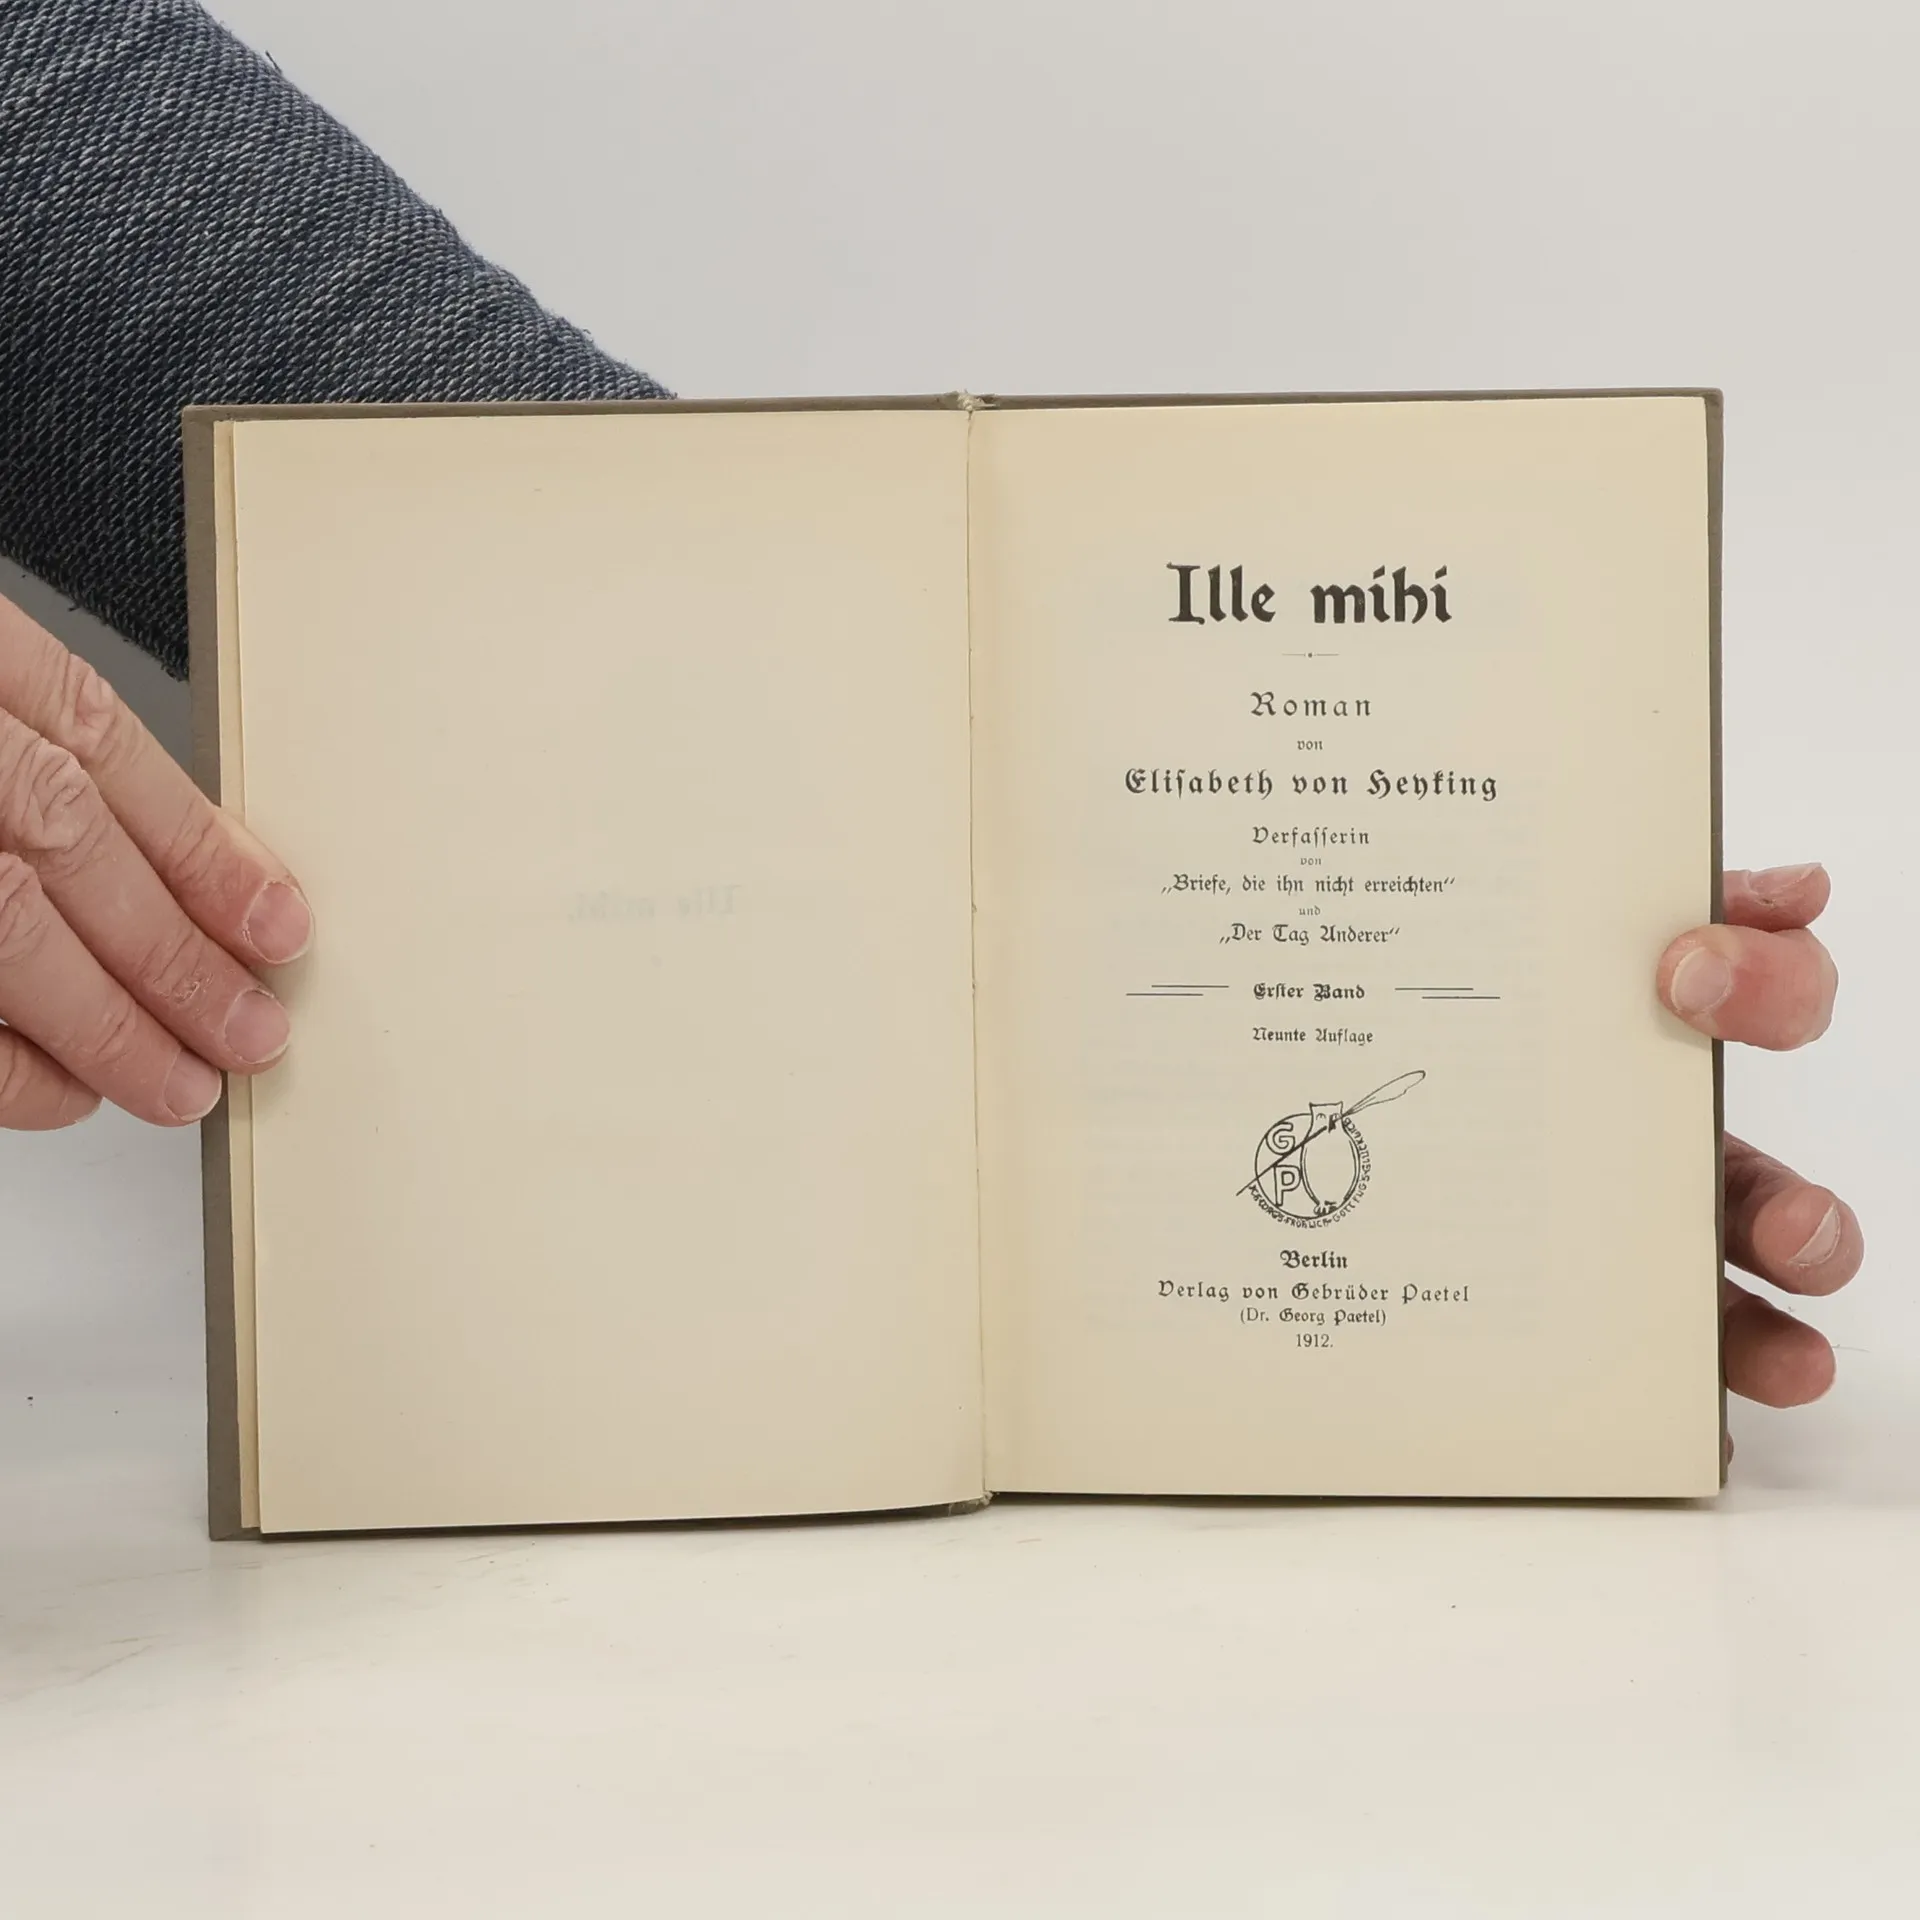 Ille mihi
Roman
von
Eliſabeth von Heyking
Verfaſſerin
von
„Briefe, die ihn nicht erreichten“
und
„Der Tag Anderer“
Erſter Band
Neunte Auflage
G
P
Berlin
Verlag von Gebrüder Paetel
(Dr. Georg Paetel)
1912.